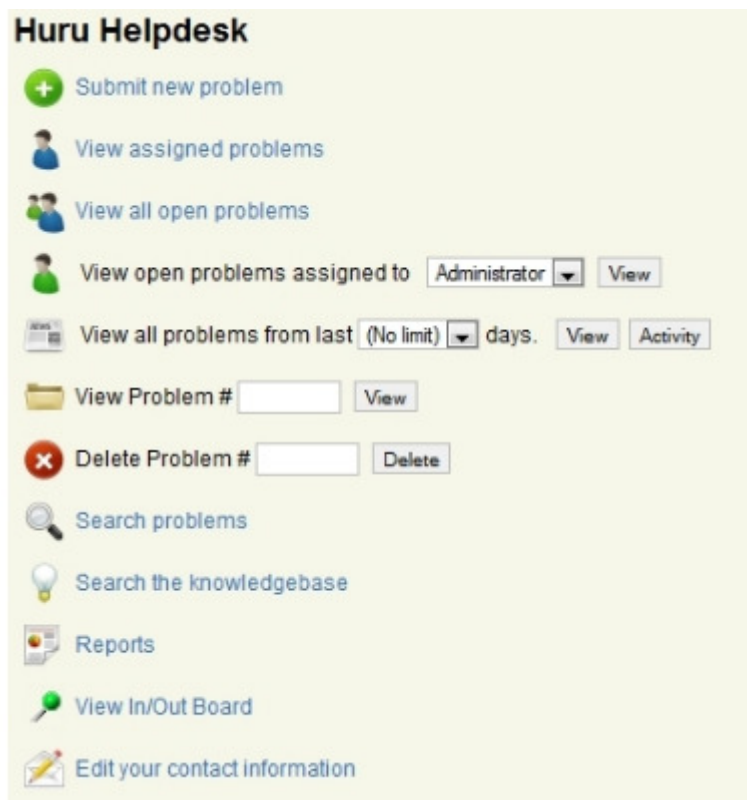 Huru Helpdesk
Submit new problem
View assigned problems
View all open problems
View open problems assigned to Administrator View
NEWS View all problems from last (No limit) days. View Activity
View Problem # View
Delete Problem # Delete
Search problems
Search the knowledgebase
Reports
View In/Out Board
Edit your contact information